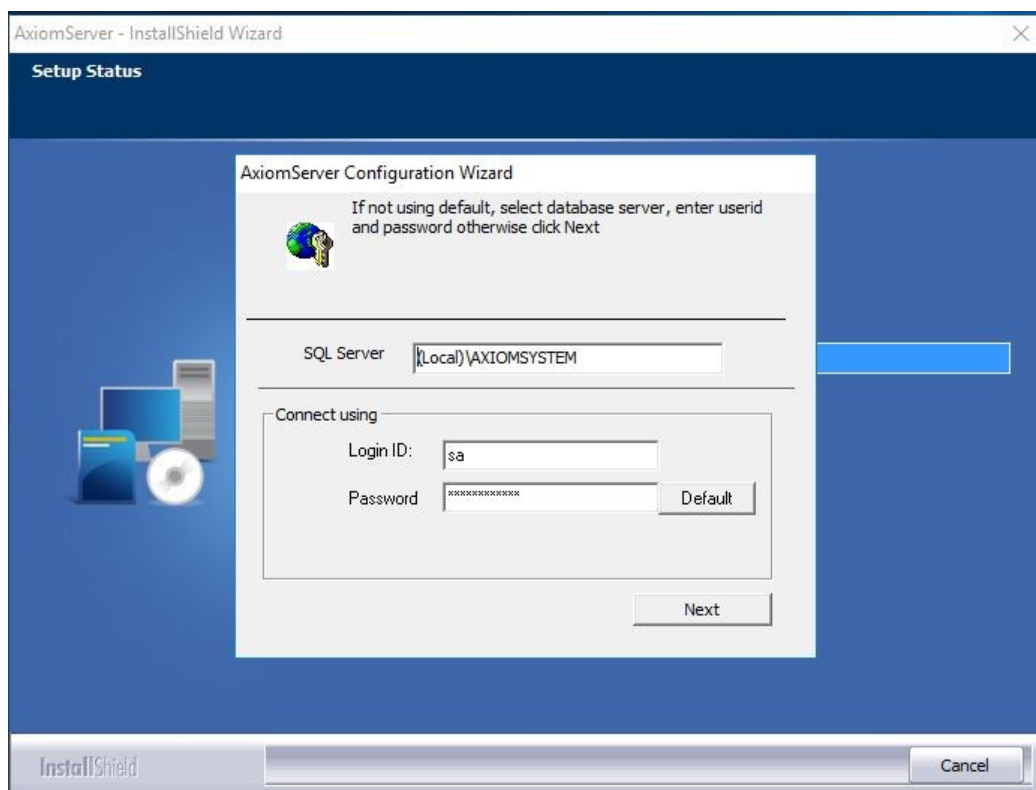 AxiomServer - InstallShield Wizard
Setup Status
AxiomServer Configuration Wizard
If not using default, select database server, enter userid
and password otherwise click Next
SQL Server
(Local)\AXIOMSYSTEM
Connect using
Login ID:
sa
Password
************
Default
Next
InstallShield
Cancel